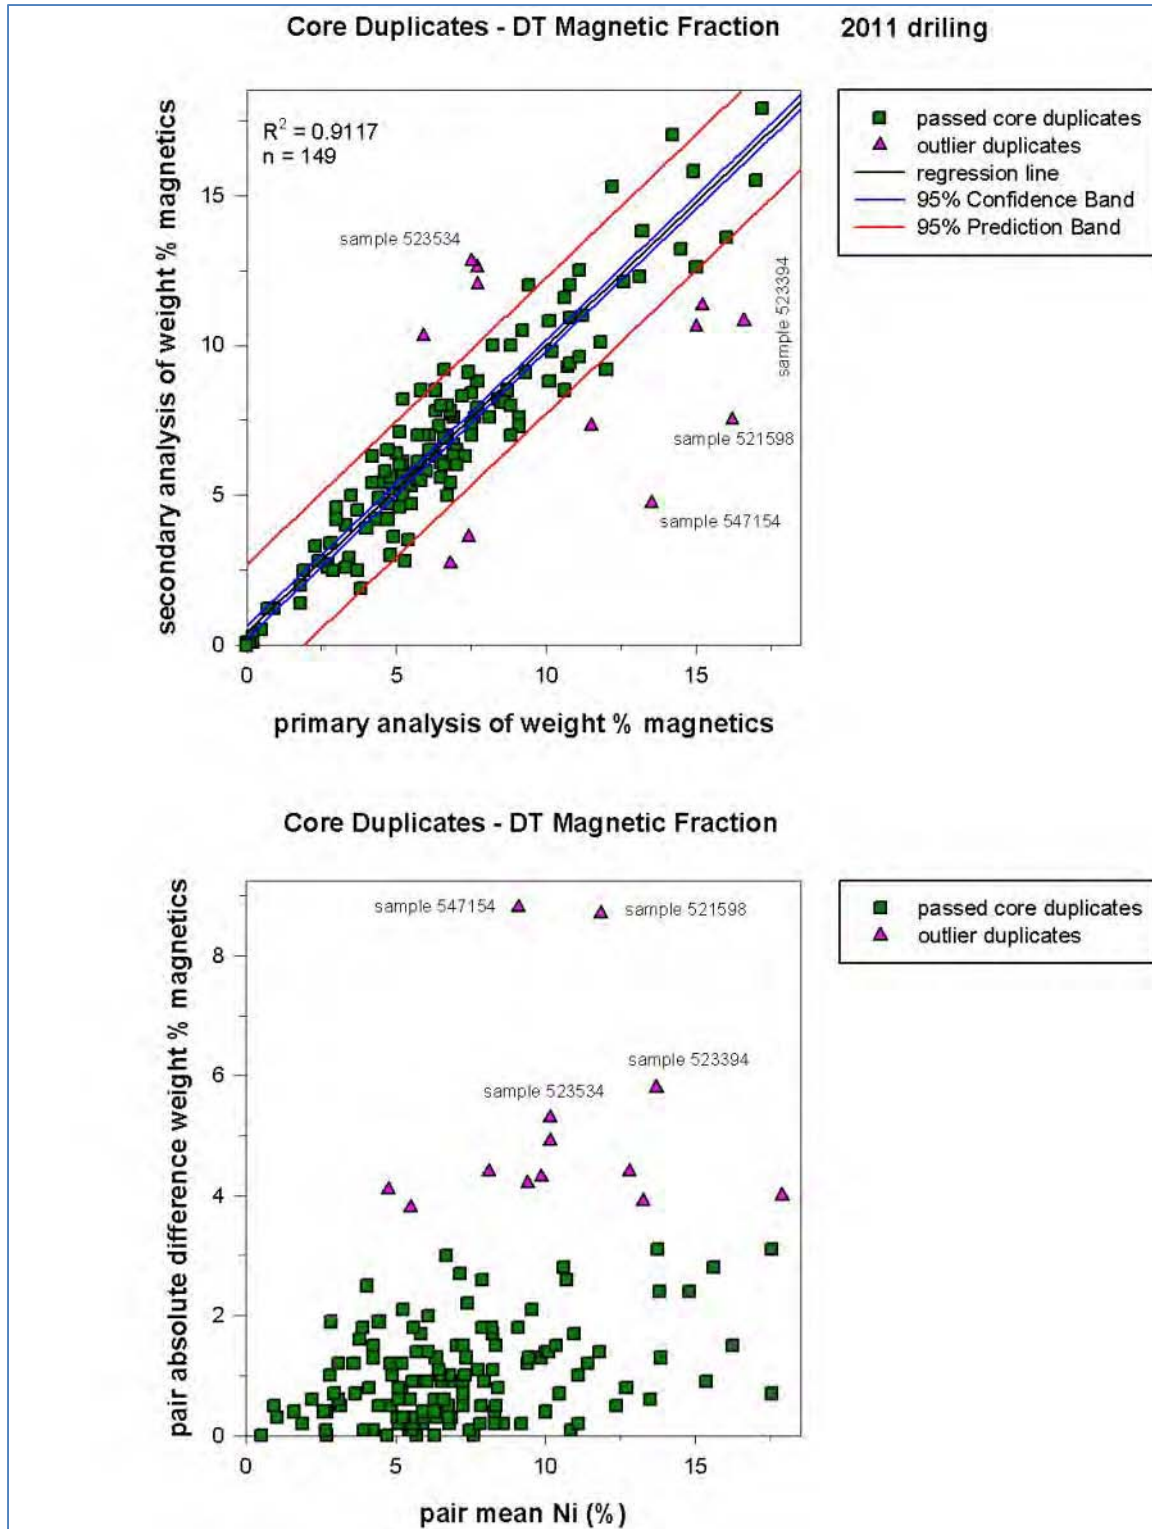 Core Duplicates - DT Magnetic Fraction
2011 driling
R² = 0.9117
n = 149
sample 523534
sample 523394
sample 521598
sample 547154
15
10
5
0
0
5
10
15
secondary analysis of weight % magnetics
primary analysis of weight % magnetics
passed core duplicates
outlier duplicates
regression line
95% Confidence Band
95% Prediction Band
Core Duplicates - DT Magnetic Fraction
sample 547154
sample 521598
sample 523394
sample 523534
8
6
4
2
0
0
5
10
15
pair absolute difference weight % magnetics
pair mean Ni (%)
passed core duplicates
outlier duplicates